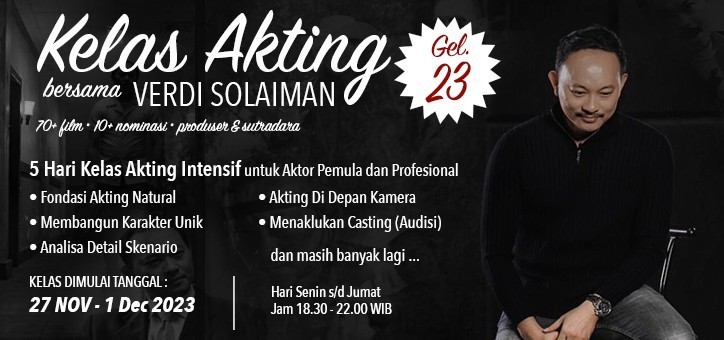 Kelas Akting
bersama VERDI SOLAIMAN
Gel.
23
70+ film • 10+ nominasi • produser & sutradara
5 Hari Kelas Akting Intensif untuk Aktor Pemula dan Profesional
• Fondasi Akting Natural
• Membangun Karakter Unik
• Analisa Detail Skenario
• Akting Di Depan Kamera
• Menaklukan Casting (Audisi)
dan masih banyak lagi ...
KELAS DIMULAI TANGGAL :
27 NOV - 1 Dec 2023
Hari Senin s/d Jumat
Jam 18.30 - 22.00 WIB